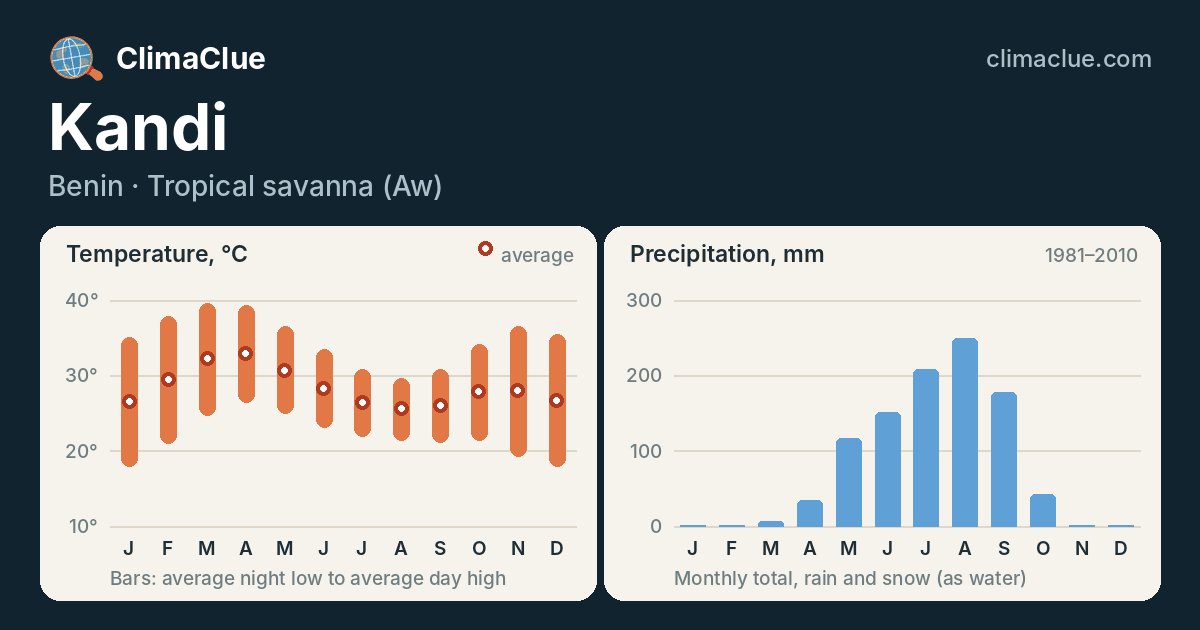 ClimaClue
climaclue.com
Kandi
Benin · Tropical savanna (Aw)
Temperature, °C
average
40°
30°
20°
10°
J F M A M J J A S O N D
Bars: average night low to average day high
Precipitation, mm
1981–2010
300
200
100
0
J F M A M J J A S O N D
Monthly total, rain and snow (as water)